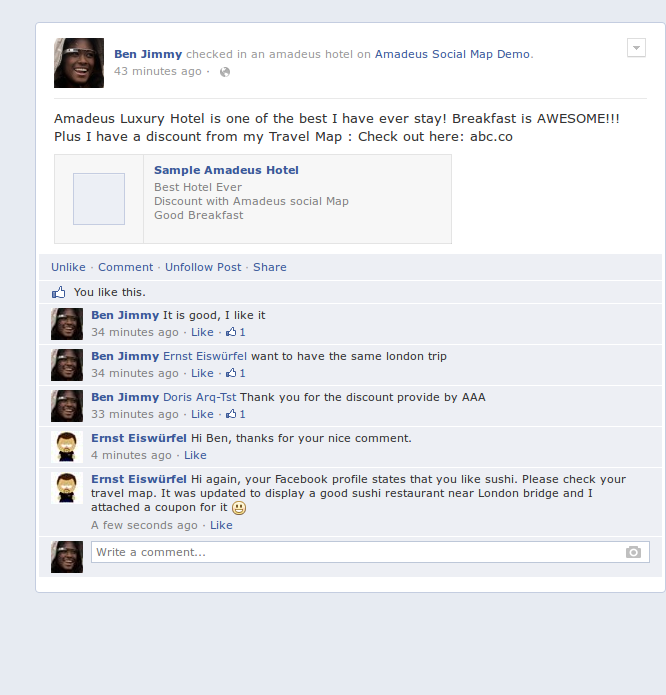 Ben Jimmy checked in an amadeus hotel on Amadeus Social Map Demo.
43 minutes ago ·
Amadeus Luxury Hotel is one of the best I have ever stay! Breakfast is AWESOME!!!
Plus I have a discount from my Travel Map : Check out here: abc.co
Sample Amadeus Hotel
Best Hotel Ever
Discount with Amadeus social Map
Good Breakfast
Unlike · Comment · Unfollow Post · Share
You like this.
Ben Jimmy It is good, I like it
34 minutes ago · Like · 1
Ben Jimmy Ernst Eiswürfel want to have the same london trip
34 minutes ago · Like · 1
Ben Jimmy Doris Arq-Tst Thank you for the discount provide by AAA
33 minutes ago · Like · 1
Ernst Eiswürfel Hi Ben, thanks for your nice comment.
4 minutes ago · Like
Ernst Eiswürfel Hi again, your Facebook profile states that you like sushi. Please check your
travel map. It was updated to display a good sushi restaurant near London bridge and I
attached a coupon for it
A few seconds ago · Like
Write a comment...